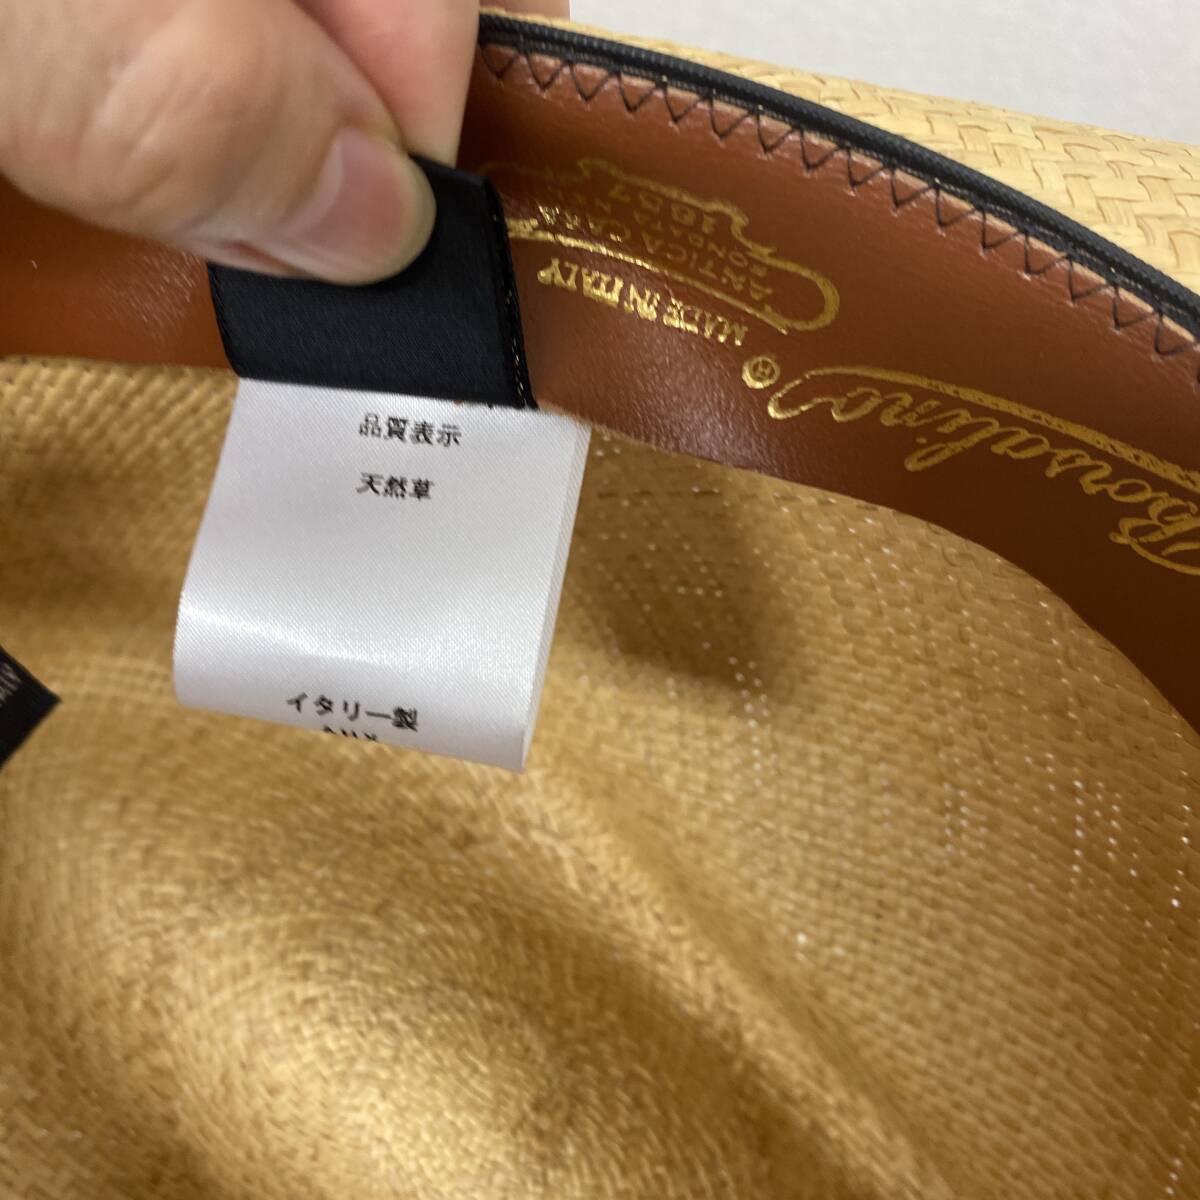 品質表示
天然草
イタリー製
Borsalino
MADE IN ITALY
ANTICA CASA
FONDATA
1857